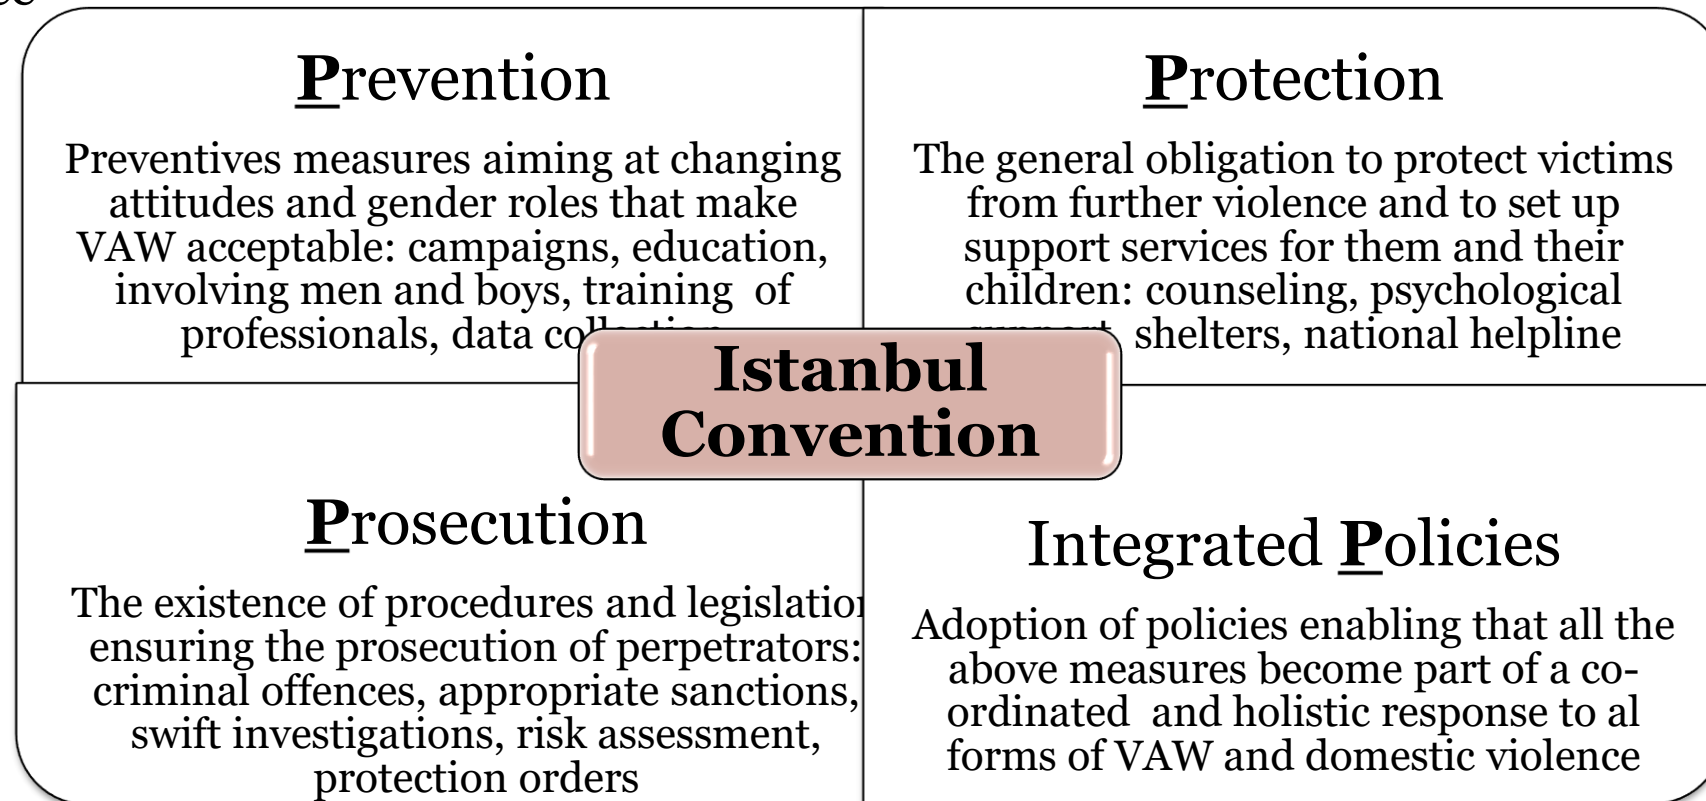 Prevention
Preventives measures aiming at changing
attitudes and gender roles that make
VAW acceptable: campaigns, education,
involving men and boys, training  of
professionals, data
Protection
The general obligation to protect victims
from further violence and to set up
support services for them and their
children: counseling, psychological
support, shelters, national helpline
Istanbul
Convention
Prosecution
The existence of procedures and legislation
ensuring the prosecution of perpetrators:
criminal offences, appropriate sanctions,
swift investigations, risk assessment,
protection orders
Integrated Policies
Adoption of policies enabling that all the
above measures become part of a co-
ordinated  and holistic response to al
forms of VAW and domestic violence